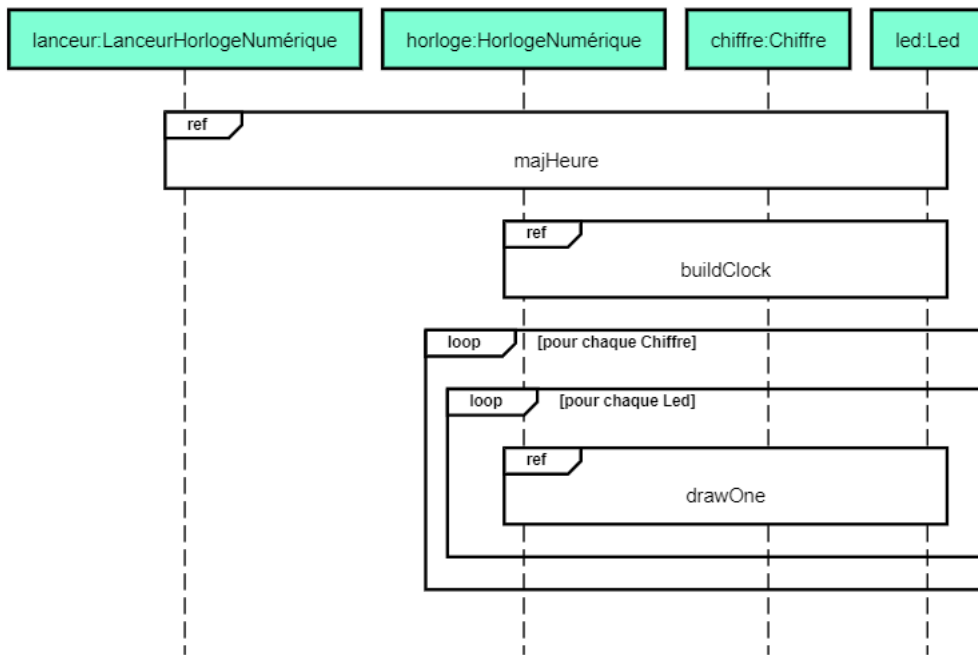 lanceur:LanceurHorlogeNumérique horloge:HorlogeNumérique chiffre:Chiffre led:Led
ref
majHeure
ref
buildClock
loop [pour chaque Chiffre]
loop [pour chaque Led]
ref
drawOne